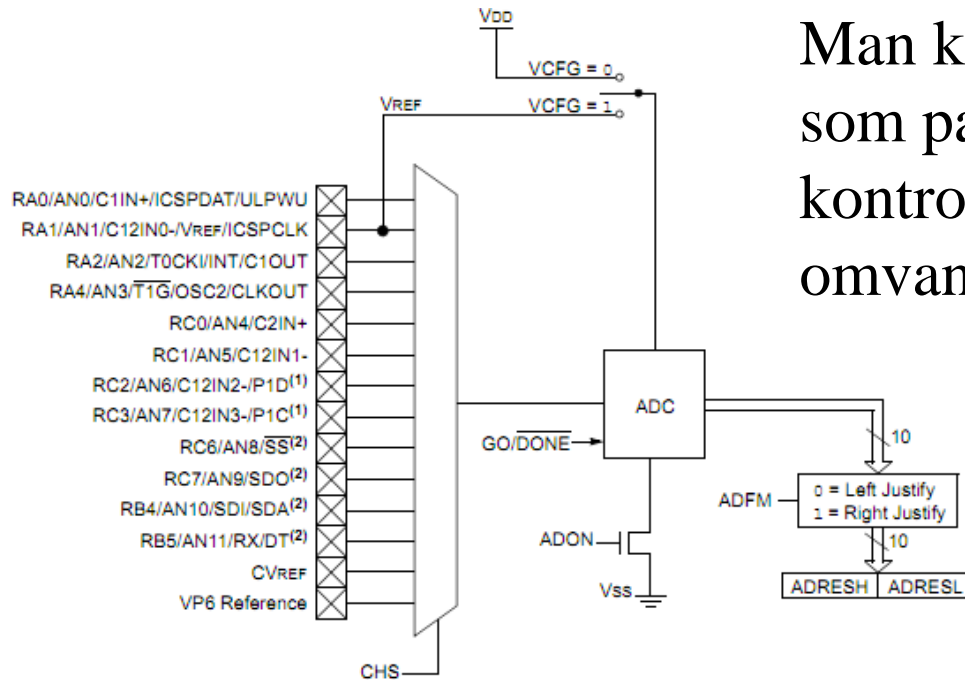 VDD
VCFG = 0
VCFG = 1
VREF
Man k
som pa
kontro
omvan
RA0/AN0/C1IN+/ICSPDAT/ULPWU
RA1/AN1/C12IN0-/VREF/ICSPCLK
RA2/AN2/T0CKI/INT/C1OUT
RA4/AN3/T1G/OSC2/CLKOUT
RC0/AN4/C2IN+
RC1/AN5/C12IN1-
RC2/AN6/C12IN2-/P1D(1)
RC3/AN7/C12IN3-/P1C(1)
RC6/AN8/SS(2)
RC7/AN9/SDO(2)
RB4/AN10/SDI/SDA(2)
RB5/AN11/RX/DT(2)
CVREF
VP6 Reference
CHS
ADC
GO/DONE
ADON
VSS
10
ADFM
0 = Left Justify
1 = Right Justify
10
ADRESH ADRESL